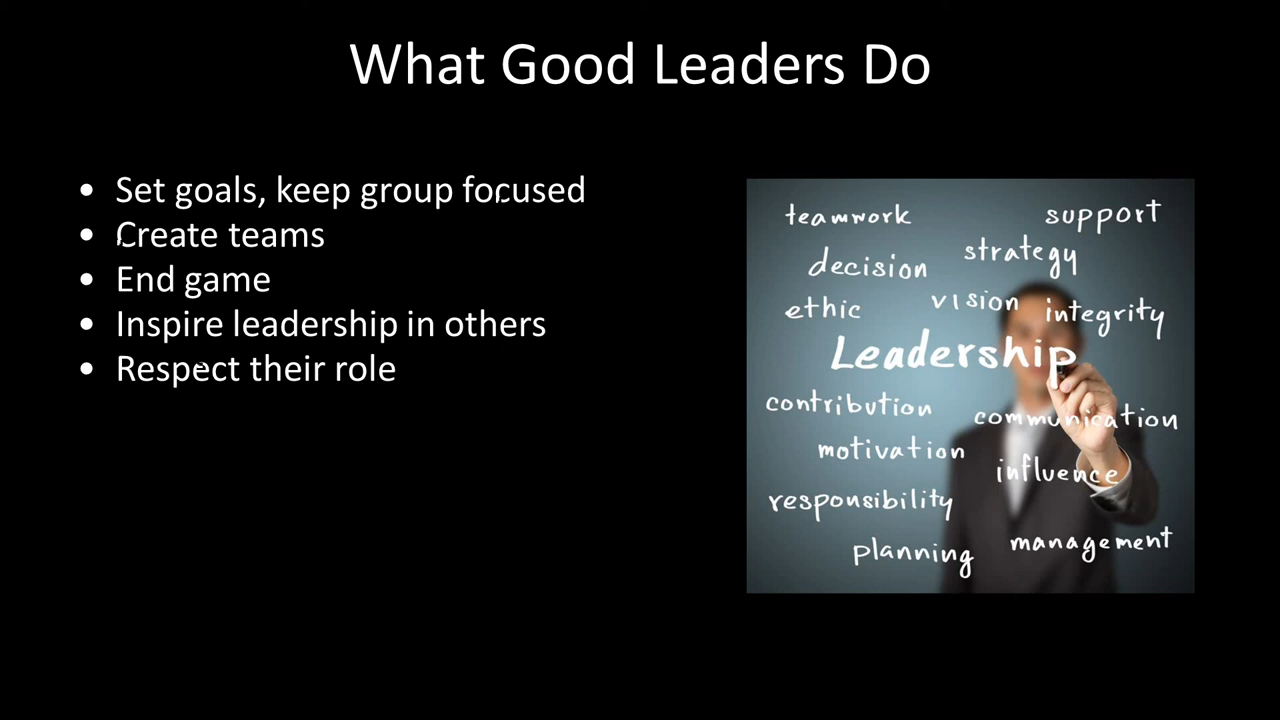 What Good Leaders Do
• Set goals, keep group focused
• Create teams
• End game
• Inspire leadership in others
• Respect their role
teamwork
support
decision
strategy
ethic
vision
integrity
Leadership
contribution
communication
motivation
influence
responsibility
planning
management